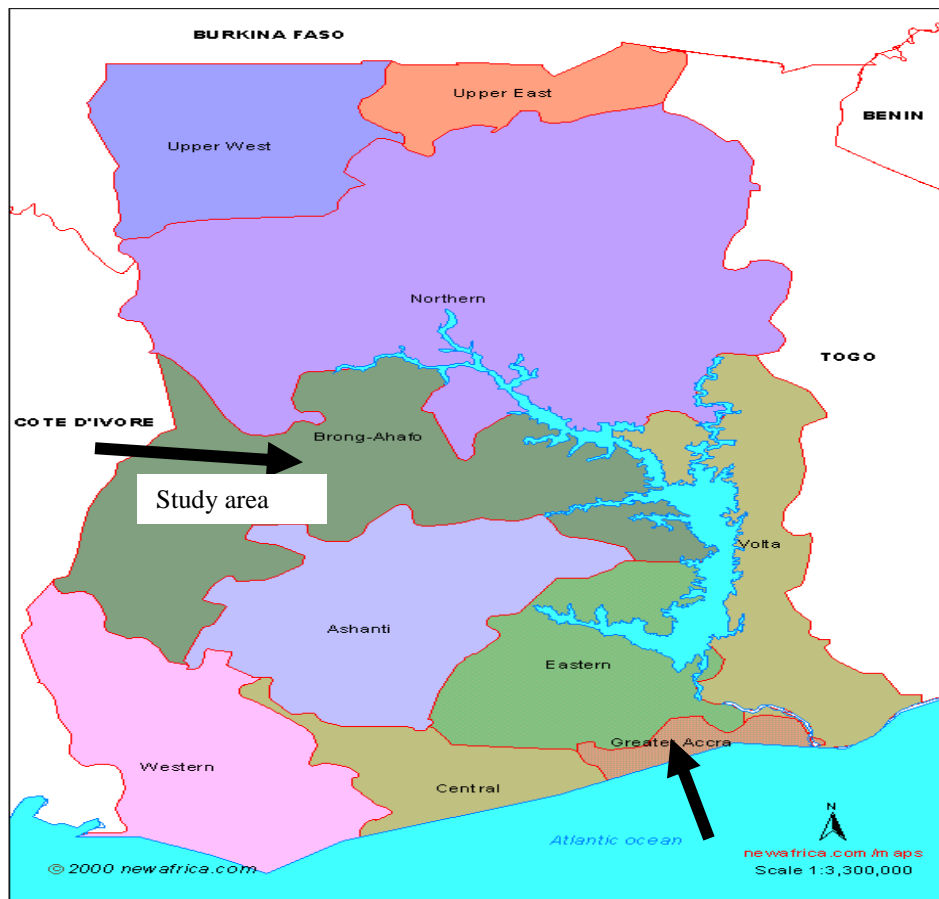 BURKINA FASO
Upper East
BENIN
Upper West
Northern
TOGO
COTE D'IVORE
Brong-Ahafo
Study area
Volta
Ashanti
Eastern
Greater Accra
Western
Central
N
Atlantic ocean
newafrica.com/maps
© 2000 newafrica.com
Scale 1:3,300,000